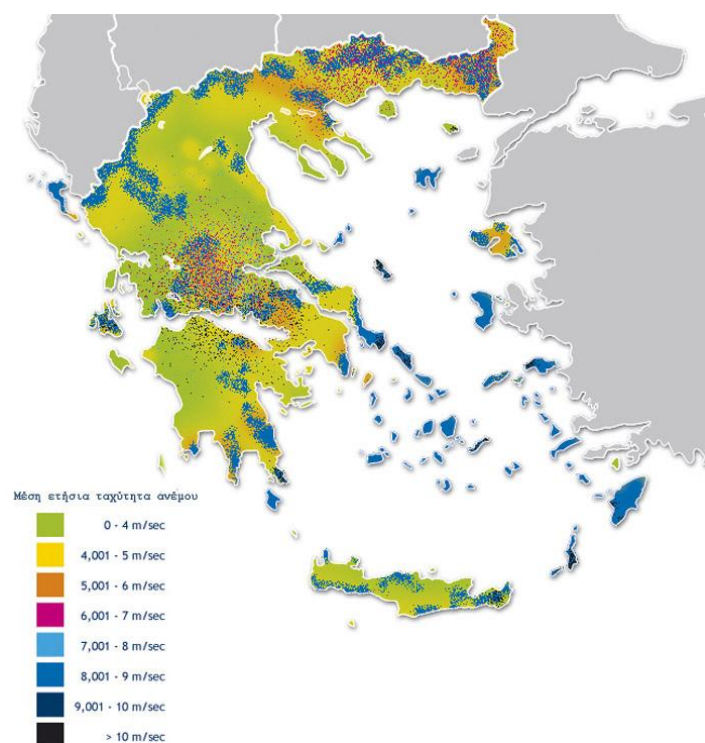 Μέση ετήσια ταχύτητα ανέμου
0 - 4 m/sec
4,001 - 5 m/sec
5,001 - 6 m/sec
6,001 - 7 m/sec
7,001 - 8 m/sec
8,001 - 9 m/sec
9,001 - 10 m/sec
> 10 m/sec